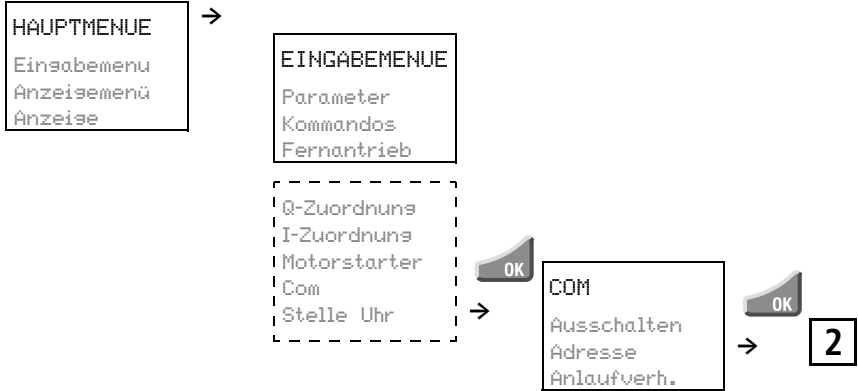 HAUPTMENUE
Eingabemenu
Anzeigemenü
Anzeige
EINGABEMENUE
Parameter
Kommandos
Fernantrieb
Q-Zuordnung
I-Zuordnung
Motorstarter
Com
Stelle Uhr
OK
COM
Ausschalten
Adresse
Anlaufverh.
OK
2